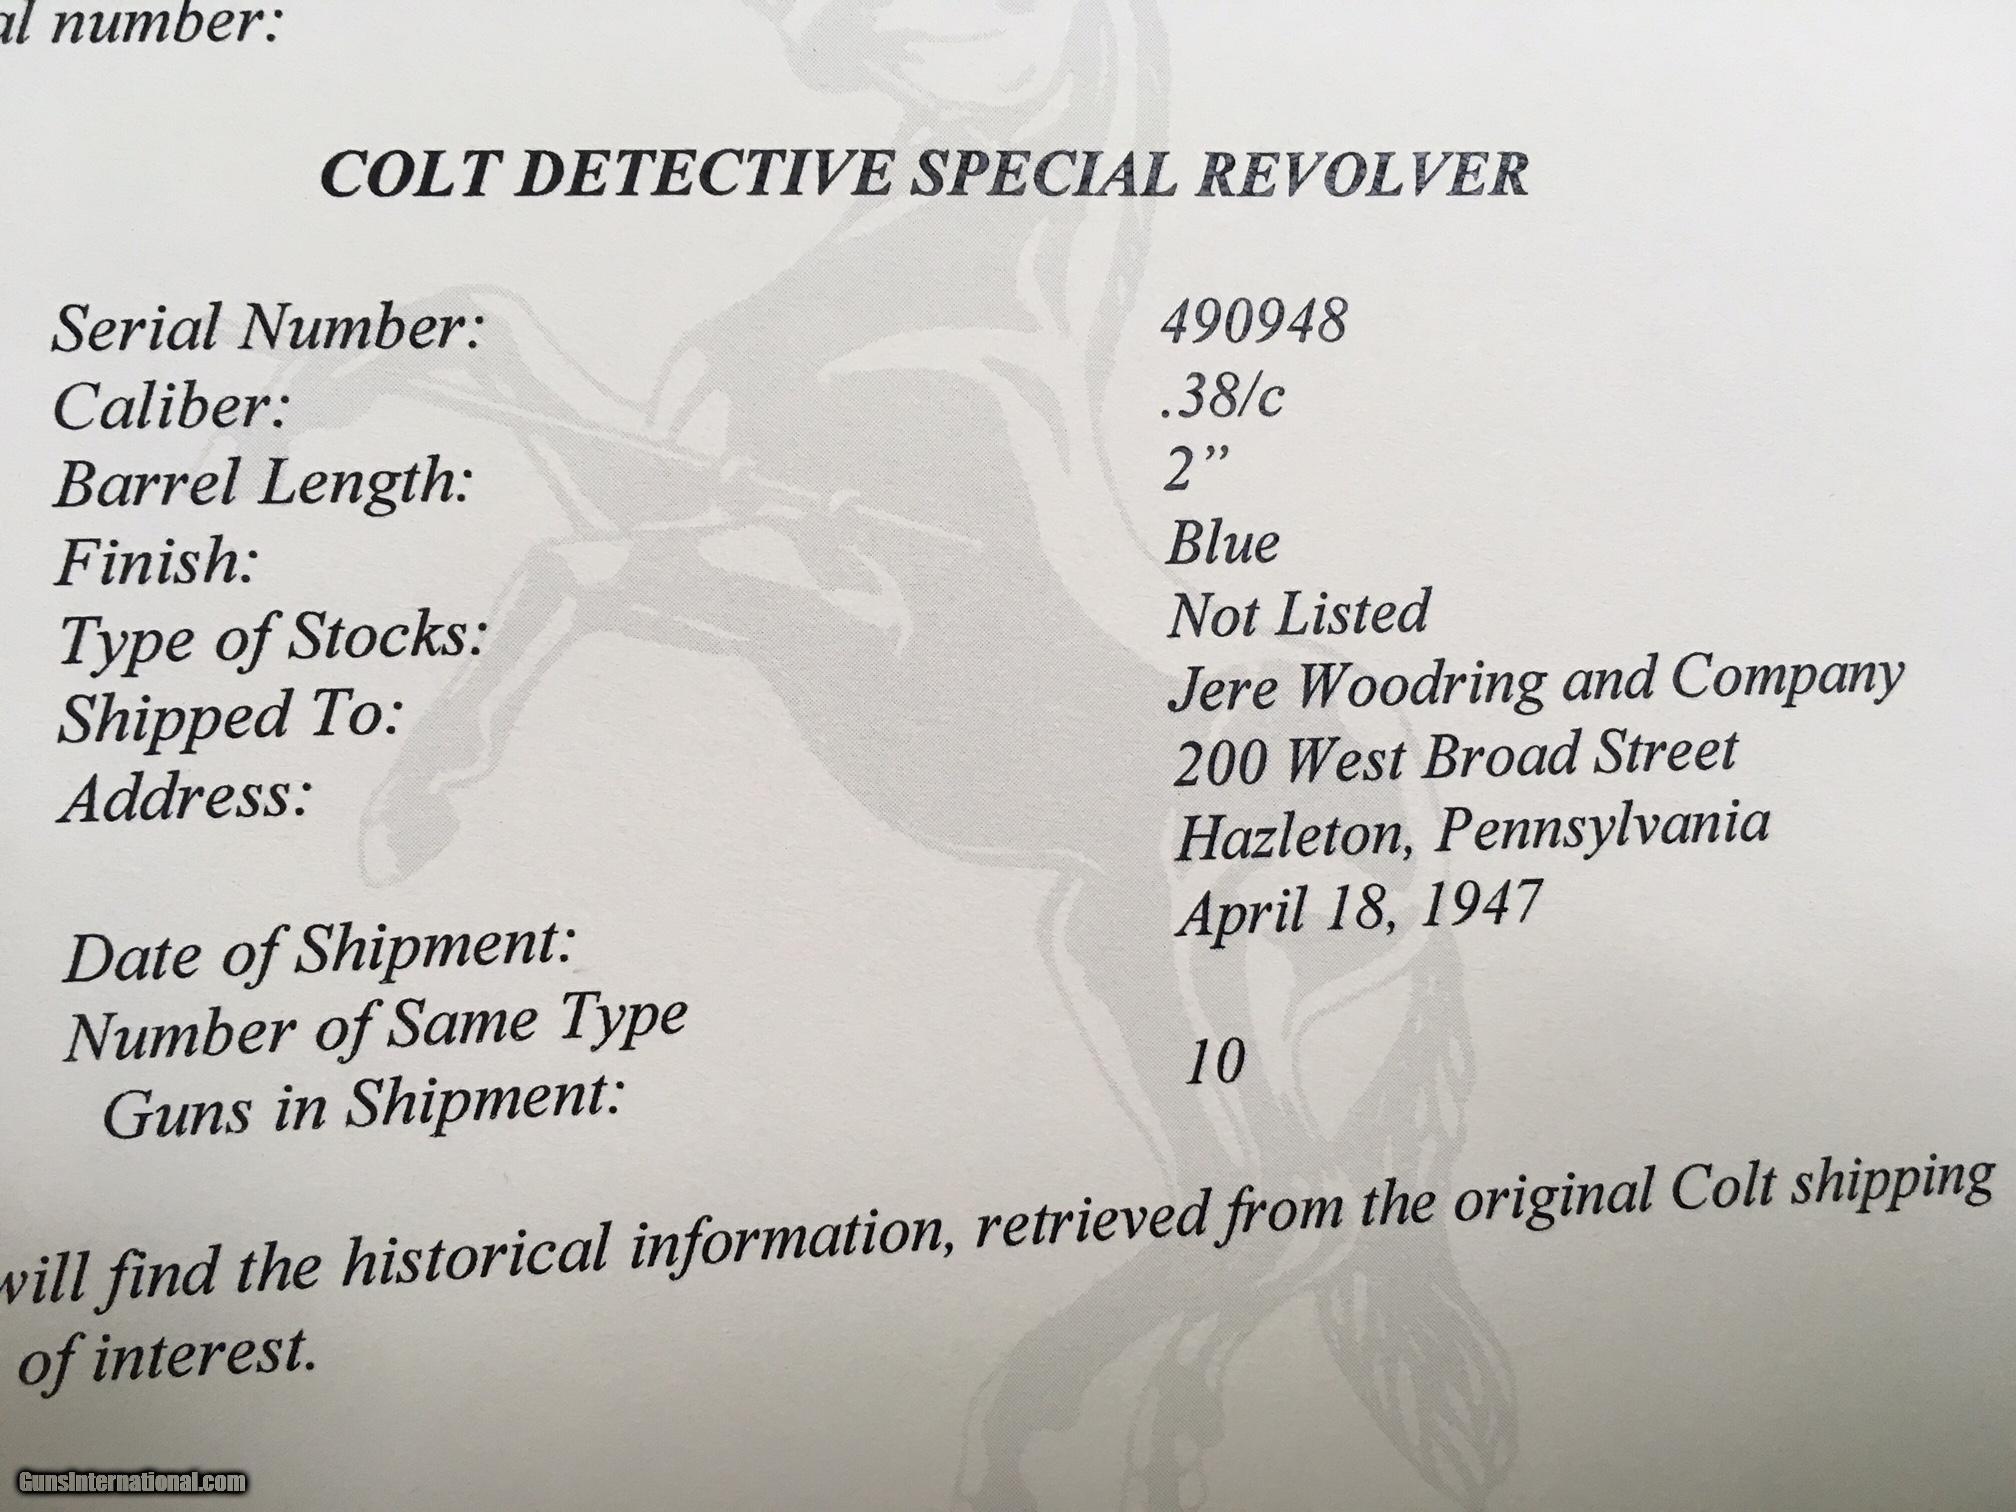 al number:
COLT DETECTIVE SPECIAL REVOLVER
Serial Number: 490948
Caliber: .38/c
Barrel Length: 2”
Finish: Blue
Type of Stocks: Not Listed
Shipped To: Jere Woodring and Company
Address: 200 West Broad Street
Hazleton, Pennsylvania
Date of Shipment: April 18, 1947
Number of Same Type
Guns in Shipment: 10
will find the historical information, retrieved from the original Colt shipping
of interest.
GunsInternational.com